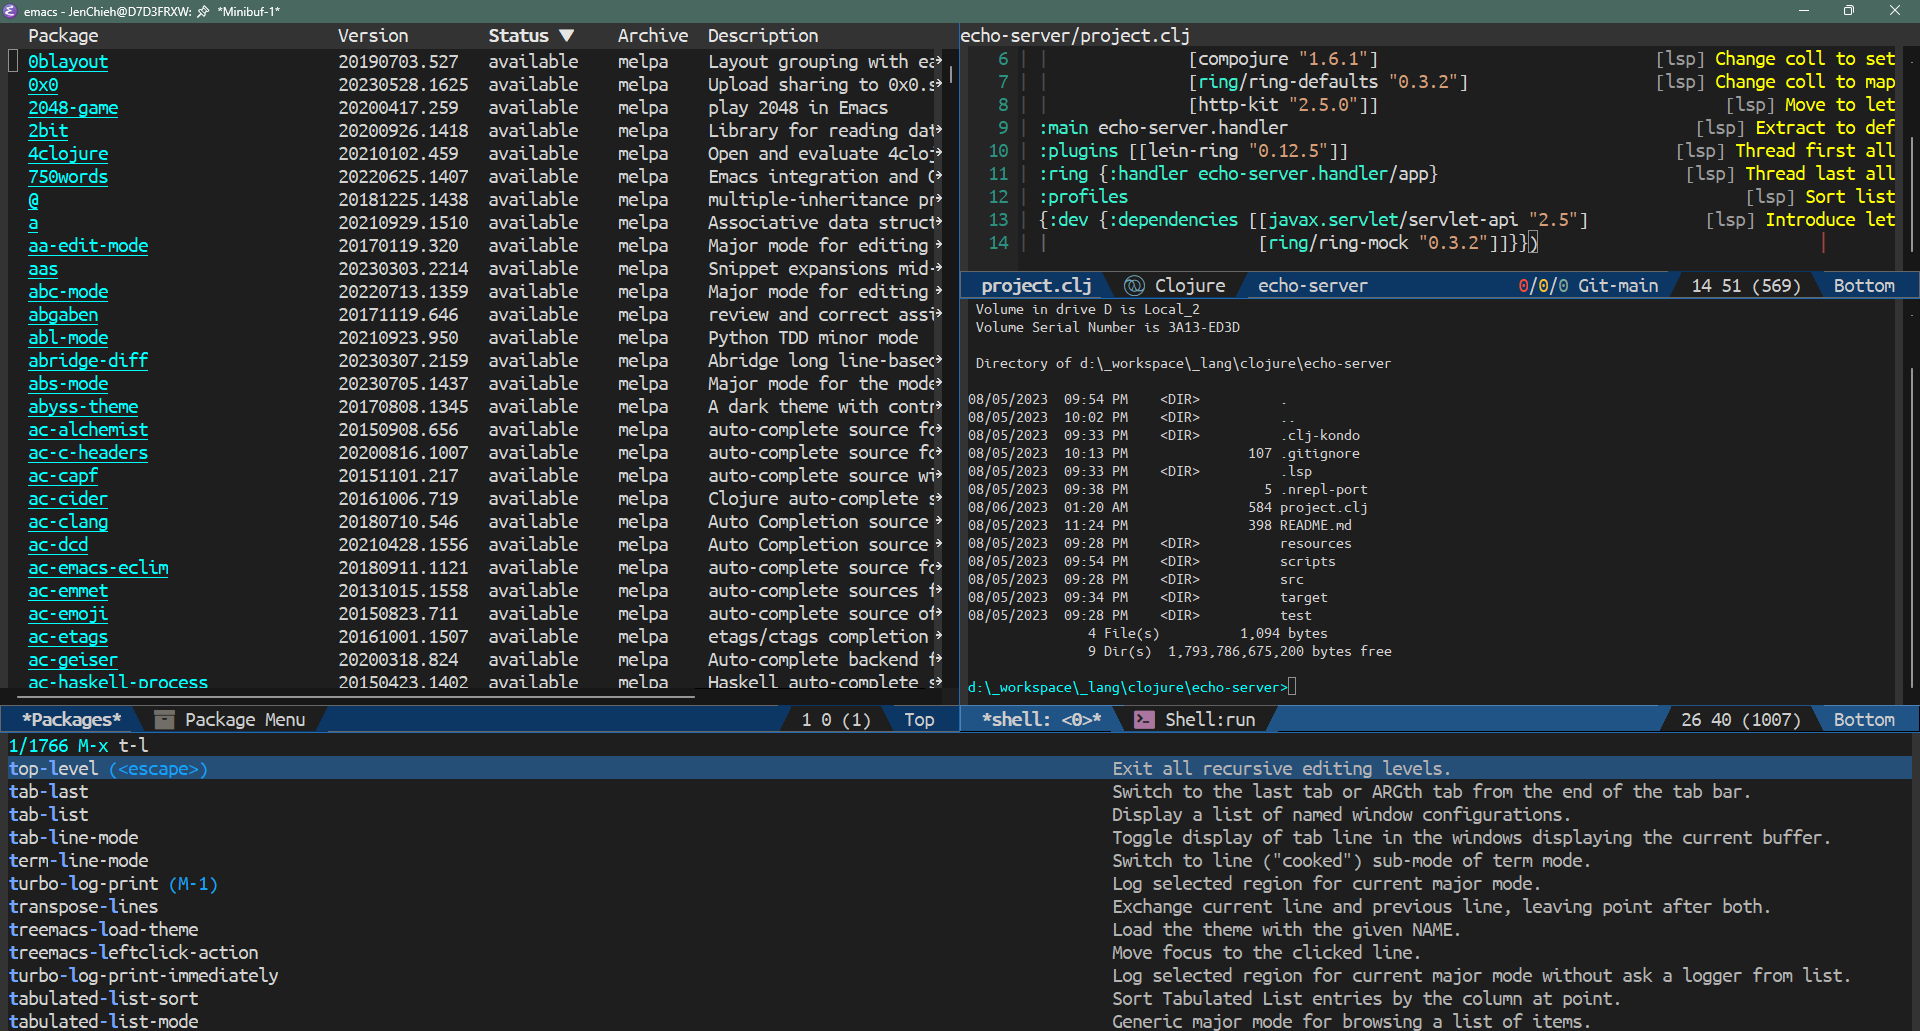 emacs - JenChieh@D7D3FRXW: *Minibuf-1*
Package Version Status ▼ Archive Description
0blayout 20190703.527 available melpa Layout grouping with ea
0x0 20230528.1625 available melpa Upload sharing to 0x0.s
2048-game 20200417.259 available melpa play 2048 in Emacs
2bit 20200926.1418 available melpa Library for reading dat
4clojure 20210102.459 available melpa Open and evaluate 4cloj
750words 20220625.1407 available melpa Emacs integration and O
@ 20181225.1438 available melpa multiple-inheritance pr
a 20210929.1510 available melpa Associative data struct
aa-edit-mode 20170119.320 available melpa Major mode for editing
aas 20230303.2214 available melpa Snippet expansions mid-
abc-mode 20220713.1359 available melpa Major mode for editing
abgaben 20171119.646 available melpa review and correct assi
abl-mode 20210923.950 available melpa Python TDD minor mode
abridge-diff 20230307.2159 available melpa Abridge long line-based
abs-mode 20230705.1437 available melpa Major mode for the mode
abyss-theme 20170808.1345 available melpa A dark theme with contr
ac-alchemist 20150908.656 available melpa auto-complete source fo
ac-c-headers 20200816.1007 available melpa auto-complete source fo
ac-capf 20151101.217 available melpa auto-complete source wi
ac-cider 20161006.719 available melpa Clojure auto-complete s
ac-clang 20180710.546 available melpa Auto Completion source
ac-dcd 20210428.1556 available melpa Auto Completion source
ac-emacs-eclim 20180911.1121 available melpa auto-complete source fo
ac-emmet 20131015.1558 available melpa auto-complete sources f
ac-emoji 20150823.711 available melpa auto-complete source of
ac-etags 20161001.1507 available melpa etags/ctags completion
ac-geiser 20200318.824 available melpa Auto-complete backend f
ac-haskell-process 20150423.1402 available melpa Haskell auto-complete s
*Packages* Package Menu 1 0 (1) Top
echo-server/project.clj
6 [compojure "1.6.1"] [lsp] Change coll to set
7 [ring/ring-defaults "0.3.2"] [lsp] Change coll to map
8 [http-kit "2.5.0"]] [lsp] Move to let
9 :main echo-server.handler [lsp] Extract to def
10 :plugins [[lein-ring "0.12.5"]] [lsp] Thread first all
11 :ring {:handler echo-server.handler/app} [lsp] Thread last all
12 :profiles [lsp] Sort list
13 {:dev {:dependencies [[javax.servlet/servlet-api "2.5"] [lsp] Introduce let
14 [ring/ring-mock "0.3.2"]]}})
project.clj Clojure echo-server 0/0/0 Git-main 14 51 (569) Bottom
Volume in drive D is Local_2
Volume Serial Number is 3A13-ED3D
Directory of d:\_workspace\_lang\clojure\echo-server
08/05/2023 09:54 PM <DIR> .
08/05/2023 10:02 PM <DIR> ..
08/05/2023 09:33 PM <DIR> .clj-kondo
08/05/2023 10:13 PM 107 .gitignore
08/05/2023 09:33 PM <DIR> .lsp
08/05/2023 09:38 PM 5 .nrepl-port
08/06/2023 01:20 AM 584 project.clj
08/05/2023 11:24 PM 398 README.md
08/05/2023 09:28 PM <DIR> resources
08/05/2023 09:54 PM <DIR> scripts
08/05/2023 09:28 PM <DIR> src
08/05/2023 09:34 PM <DIR> target
08/05/2023 09:28 PM <DIR> test
4 File(s) 1,094 bytes
9 Dir(s) 1,793,786,675,200 bytes free
d:\_workspace\_lang\clojure\echo-server>
*shell: <0>* Shell:run 26 40 (1007) Bottom
1/1766 M-x t-l
top-level (<escape>) Exit all recursive editing levels.
tab-last Switch to the last tab or ARGth tab from the end of the tab bar.
tab-list Display a list of named window configurations.
tab-line-mode Toggle display of tab line in the windows displaying the current buffer.
term-line-mode Switch to line ("cooked") sub-mode of term mode.
turbo-log-print (M-1) Log selected region for current major mode.
transpose-lines Exchange current line and previous line, leaving point after both.
treemacs-load-theme Load the theme with the given NAME.
treemacs-leftclick-action Move focus to the clicked line.
turbo-log-print-immediately Log selected region for current major mode without ask a logger from list.
tabulated-list-sort Sort Tabulated List entries by the column at point.
tabulated-list-mode Generic major mode for browsing a list of items.